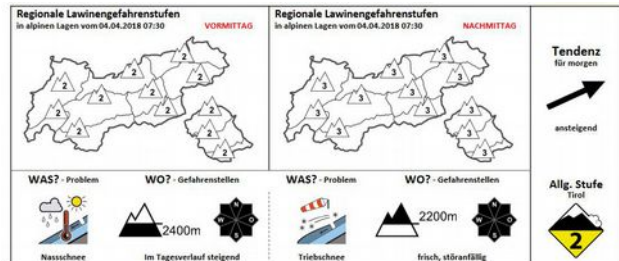 Regionale Lawinengefahrenstufen
in alpinen Lagen vom 04.04.2018 07:30 VORMITTAG
2
2
2
2
2
2
2
2
2
2
2
2
Regionale Lawinengefahrenstufen
in alpinen Lagen vom 04.04.2018 07:30 NACHMITTAG
3
3
3
3
3
3
3
3
3
3
3
3
Tendenz
für morgen
ansteigend
WAS? - Problem
WO? - Gefahrenstellen
2400m
N
W O
S
Nassschnee
Im Tagesverlauf steigend
WAS? - Problem
WO? - Gefahrenstellen
2200m
N
W O
S
Triebschnee
frisch, störanfällig
Allg. Stufe
Tirol
2